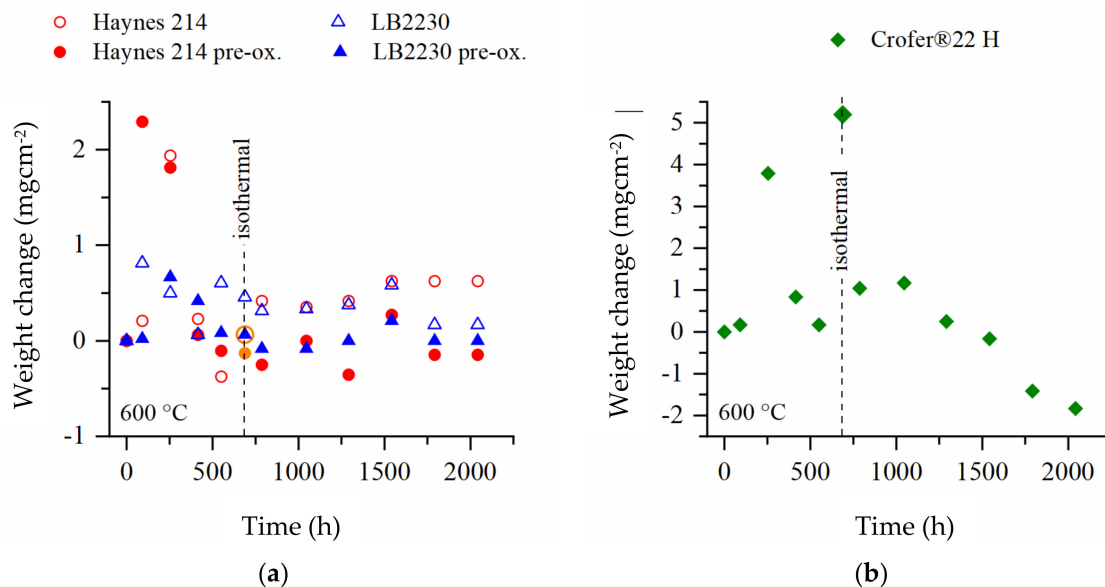 Haynes 214
LB2230
Haynes 214 pre-ox.
LB2230 pre-ox.
Weight change (mgcm-2)
2
1
0
-1
isothermal
600 °C
0
500
1000
1500
2000
Time (h)
(a)
Crofer®22 H
Weight change (mgcm-2)
5
4
3
2
1
0
-1
-2
isothermal
600 °C
0
500
1000
1500
2000
Time (h)
(b)